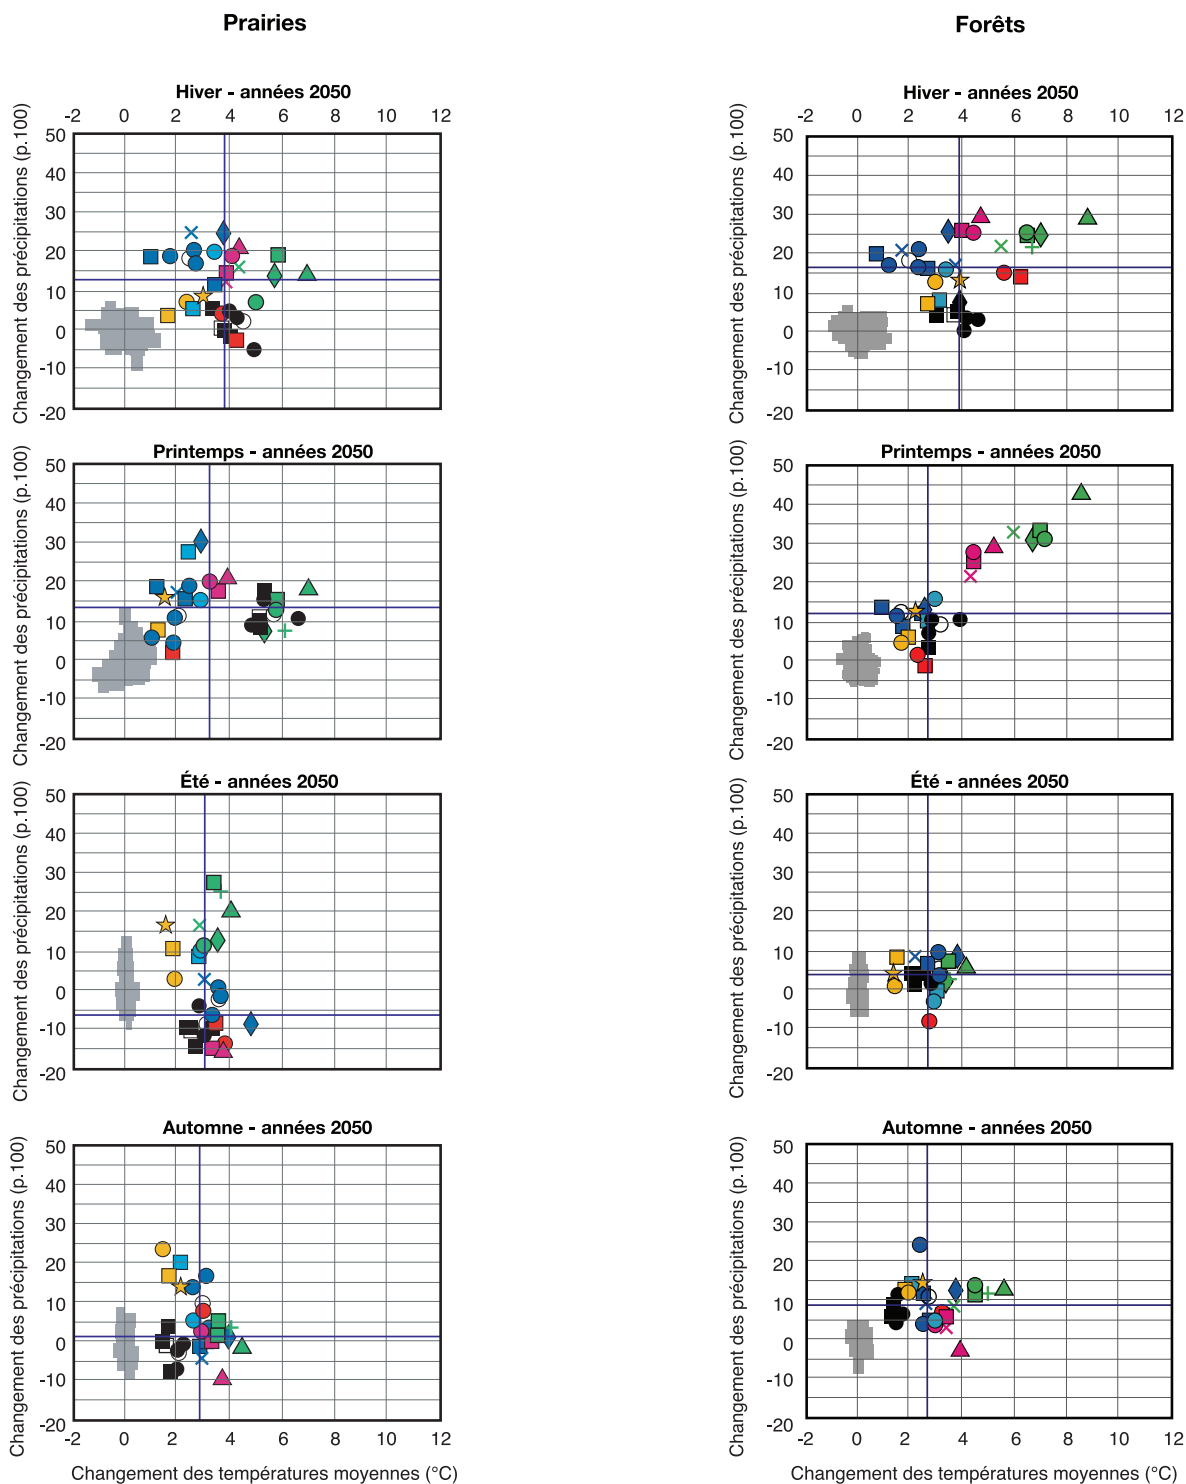 Prairies
Forêts
Hiver - années 2050
-2 0 2 4 6 8 10 12
Changement des précipitations (p.100)
50
40
30
20
10
0
-10
-20
Hiver - années 2050
-2 0 2 4 6 8 10 12
Changement des précipitations (p.100)
50
40
30
20
10
0
-10
-20
Printemps - années 2050
Changement des précipitations (p.100)
50
40
30
20
10
0
-10
-20
Printemps - années 2050
Changement des précipitations (p.100)
50
40
30
20
10
0
-10
-20
Été - années 2050
Changement des précipitations (p.100)
50
40
30
20
10
0
-10
-20
Été - années 2050
Changement des précipitations (p.100)
50
40
30
20
10
0
-10
-20
Automne - années 2050
Changement des précipitations (p.100)
50
40
30
20
10
0
-10
-20
-2 0 2 4 6 8 10 12
Changement des températures moyennes (°C)
Automne - années 2050
Changement des précipitations (p.100)
50
40
30
20
10
0
-10
-20
-2 0 2 4 6 8 10 12
Changement des températures moyennes (°C)